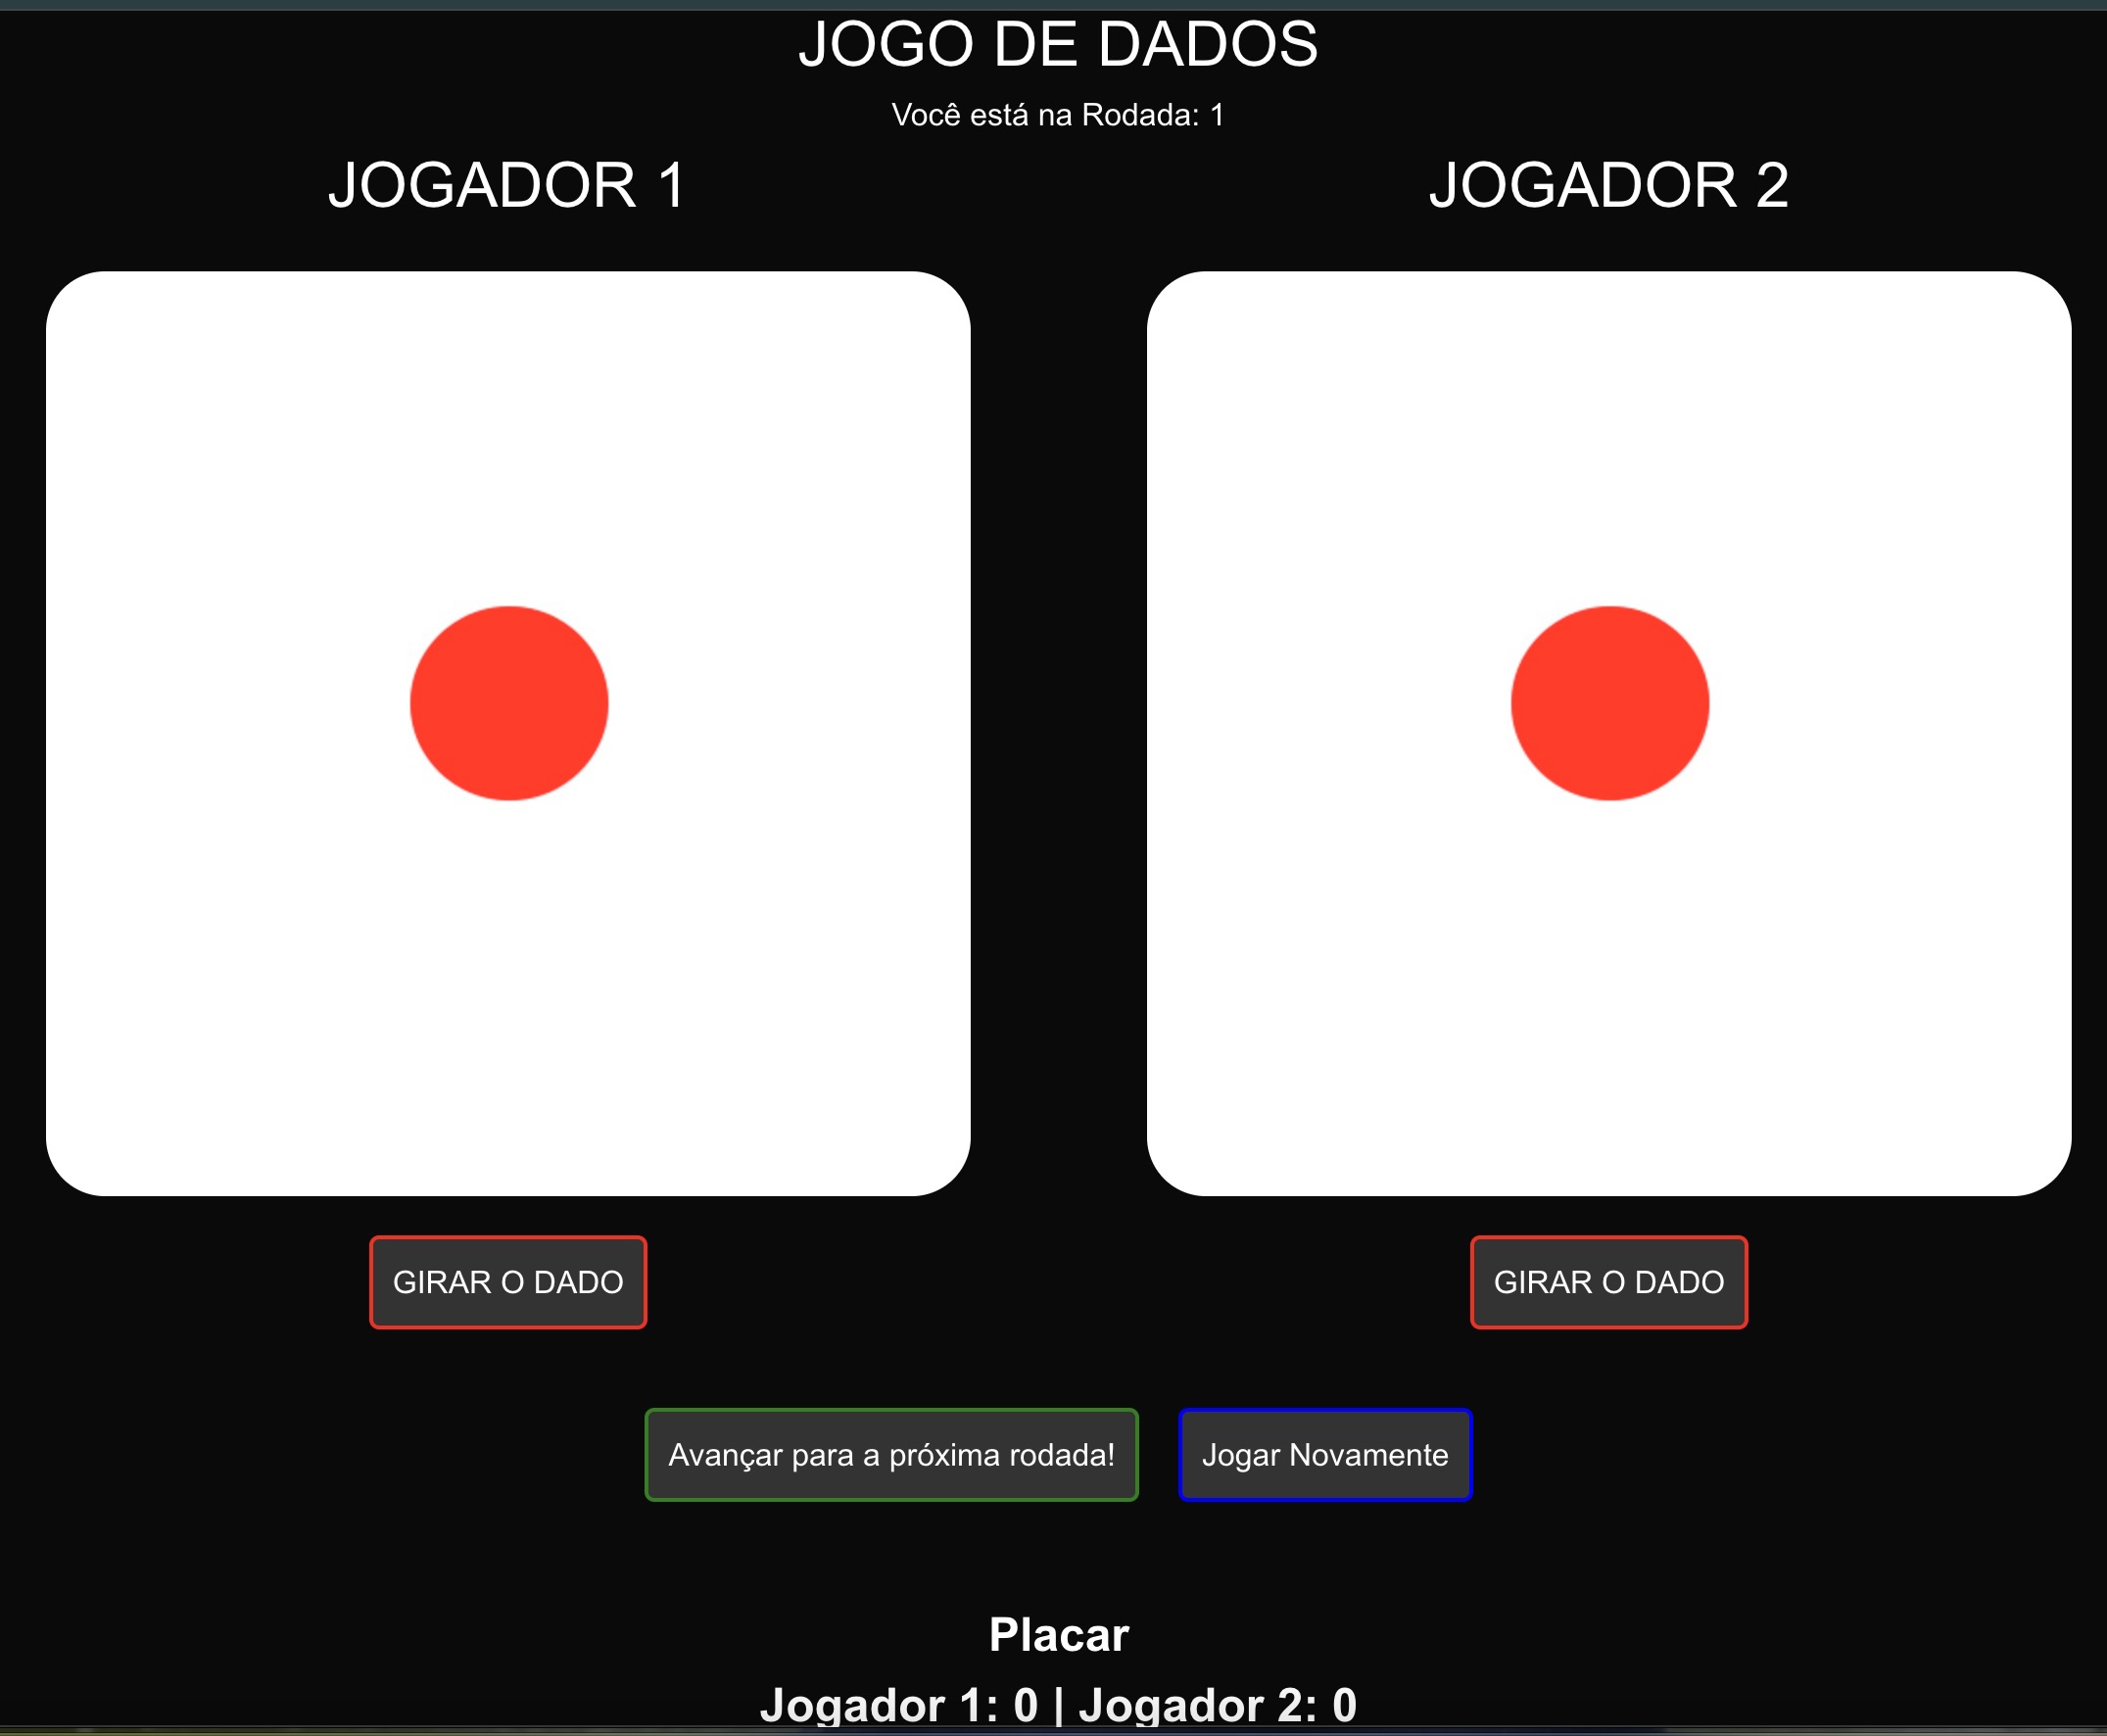 JOGO DE DADOS
Você está na Rodada: 1
JOGADOR 1
JOGADOR 2
GIRAR O DADO
GIRAR O DADO
Avançar para a próxima rodada!
Jogar Novamente
Placar
Jogador 1: 0 | Jogador 2: 0